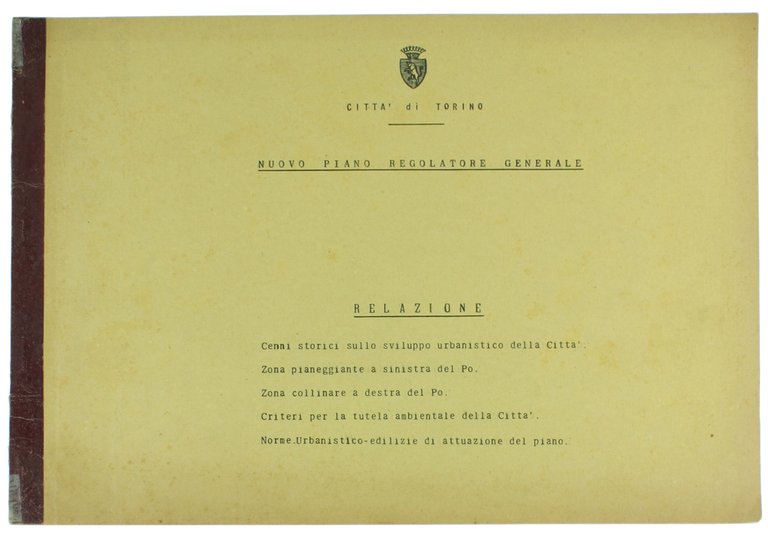 CITTA' di TORINO
NUOVO PIANO REGOLATORE GENERALE
RELAZIONE
Cenni storici sullo sviluppo urbanistico della Citta'.
Zona pianeggiante a sinistra del Po.
Zona collinare a destra del Po.
Criteri per la tutela ambientale della Citta'.
Norme.Urbanistico-edilizie di attuazione del piano.